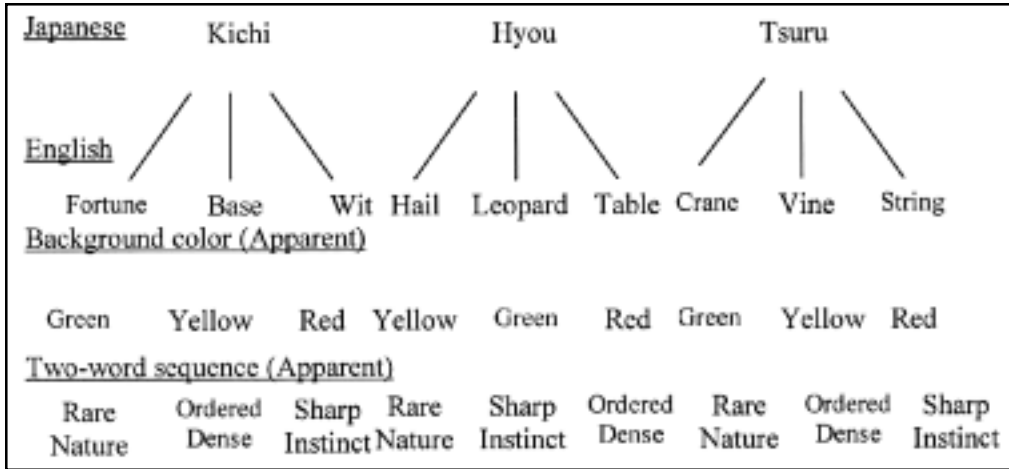 Japanese Kichi Hyou Tsuru
English
Fortune Base Wit Hail Leopard Table Crane Vine String
Background color (Apparent)
Green Yellow Red Yellow Green Red Green Yellow Red
Two-word sequence (Apparent)
Rare Ordered Sharp Rare Sharp Ordered Rare Ordered Sharp
Nature Dense Instinct Nature Instinct Dense Nature Dense Instinct